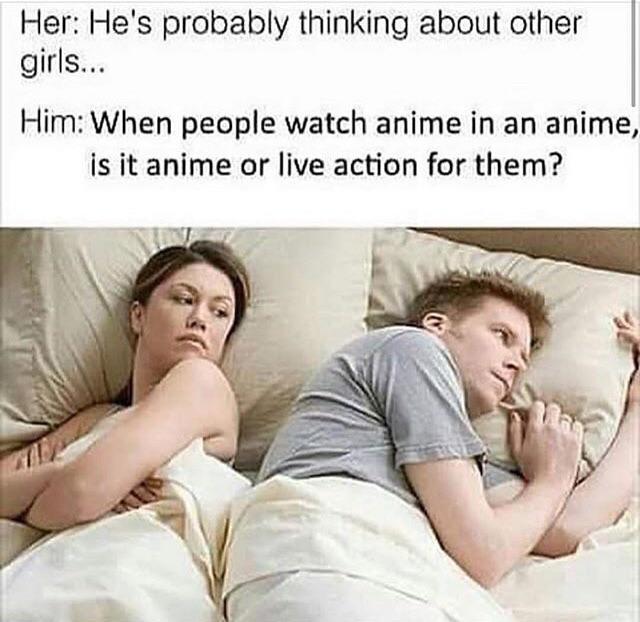 Her: He's probably thinking about other
girls...
Him: When people watch anime in an anime,
is it anime or live action for them?